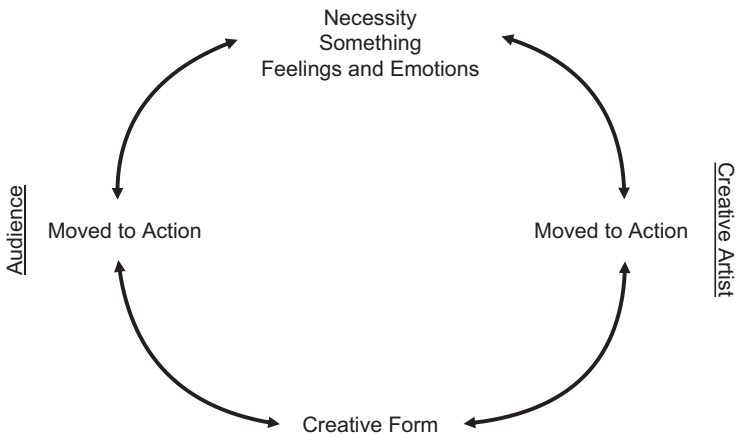 Necessity
Something
Feelings and Emotions
Audience
Moved to Action
Moved to Action
Creative Artist
Creative Form